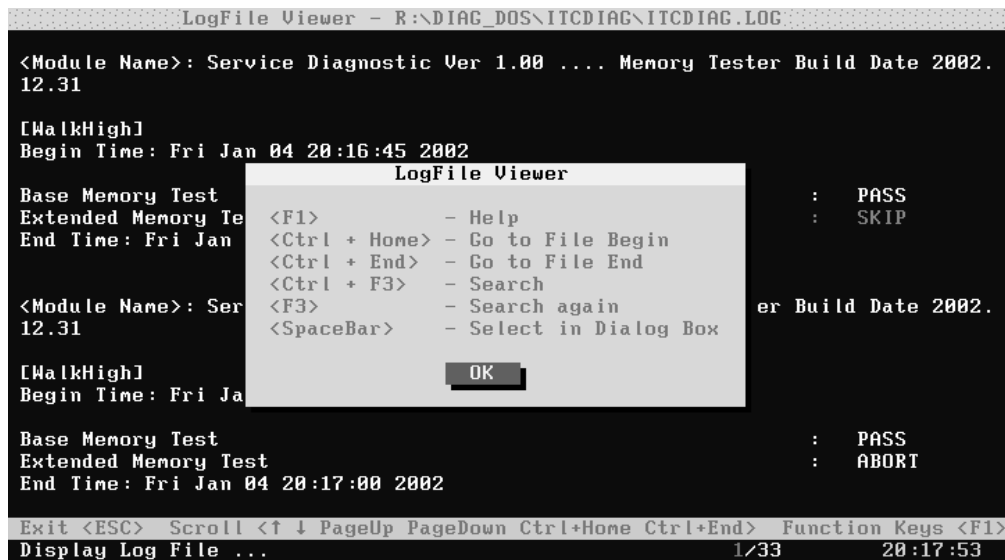 LogFile Viewer - R:\DIAG_DOS\ITCDIAG\ITCDIAG.LOG
<Module Name>: Service Diagnostic Ver 1.00 .... Memory Tester Build Date 2002.
12.31
[WalkHigh]
Begin Time: Fri Jan 04 20:16:45 2002
LogFile Viewer
Base Memory Test : PASS
Extended Memory Te : SKIP
End Time: Fri Jan
<F1> - Help
<Ctrl + Home> - Go to File Begin
<Ctrl + End> - Go to File End
<Ctrl + F3> - Search
<F3> - Search again
<SpaceBar> - Select in Dialog Box
OK
<Module Name>: Ser er Build Date 2002.
12.31
[WalkHigh]
Begin Time: Fri Ja
Base Memory Test : PASS
Extended Memory Test : ABORT
End Time: Fri Jan 04 20:17:00 2002
Exit <ESC> Scroll <↑ ↓ PageUp PageDown Ctrl+Home Ctrl+End> Function Keys <F1>
Display Log File ... 1/33 20:17:53